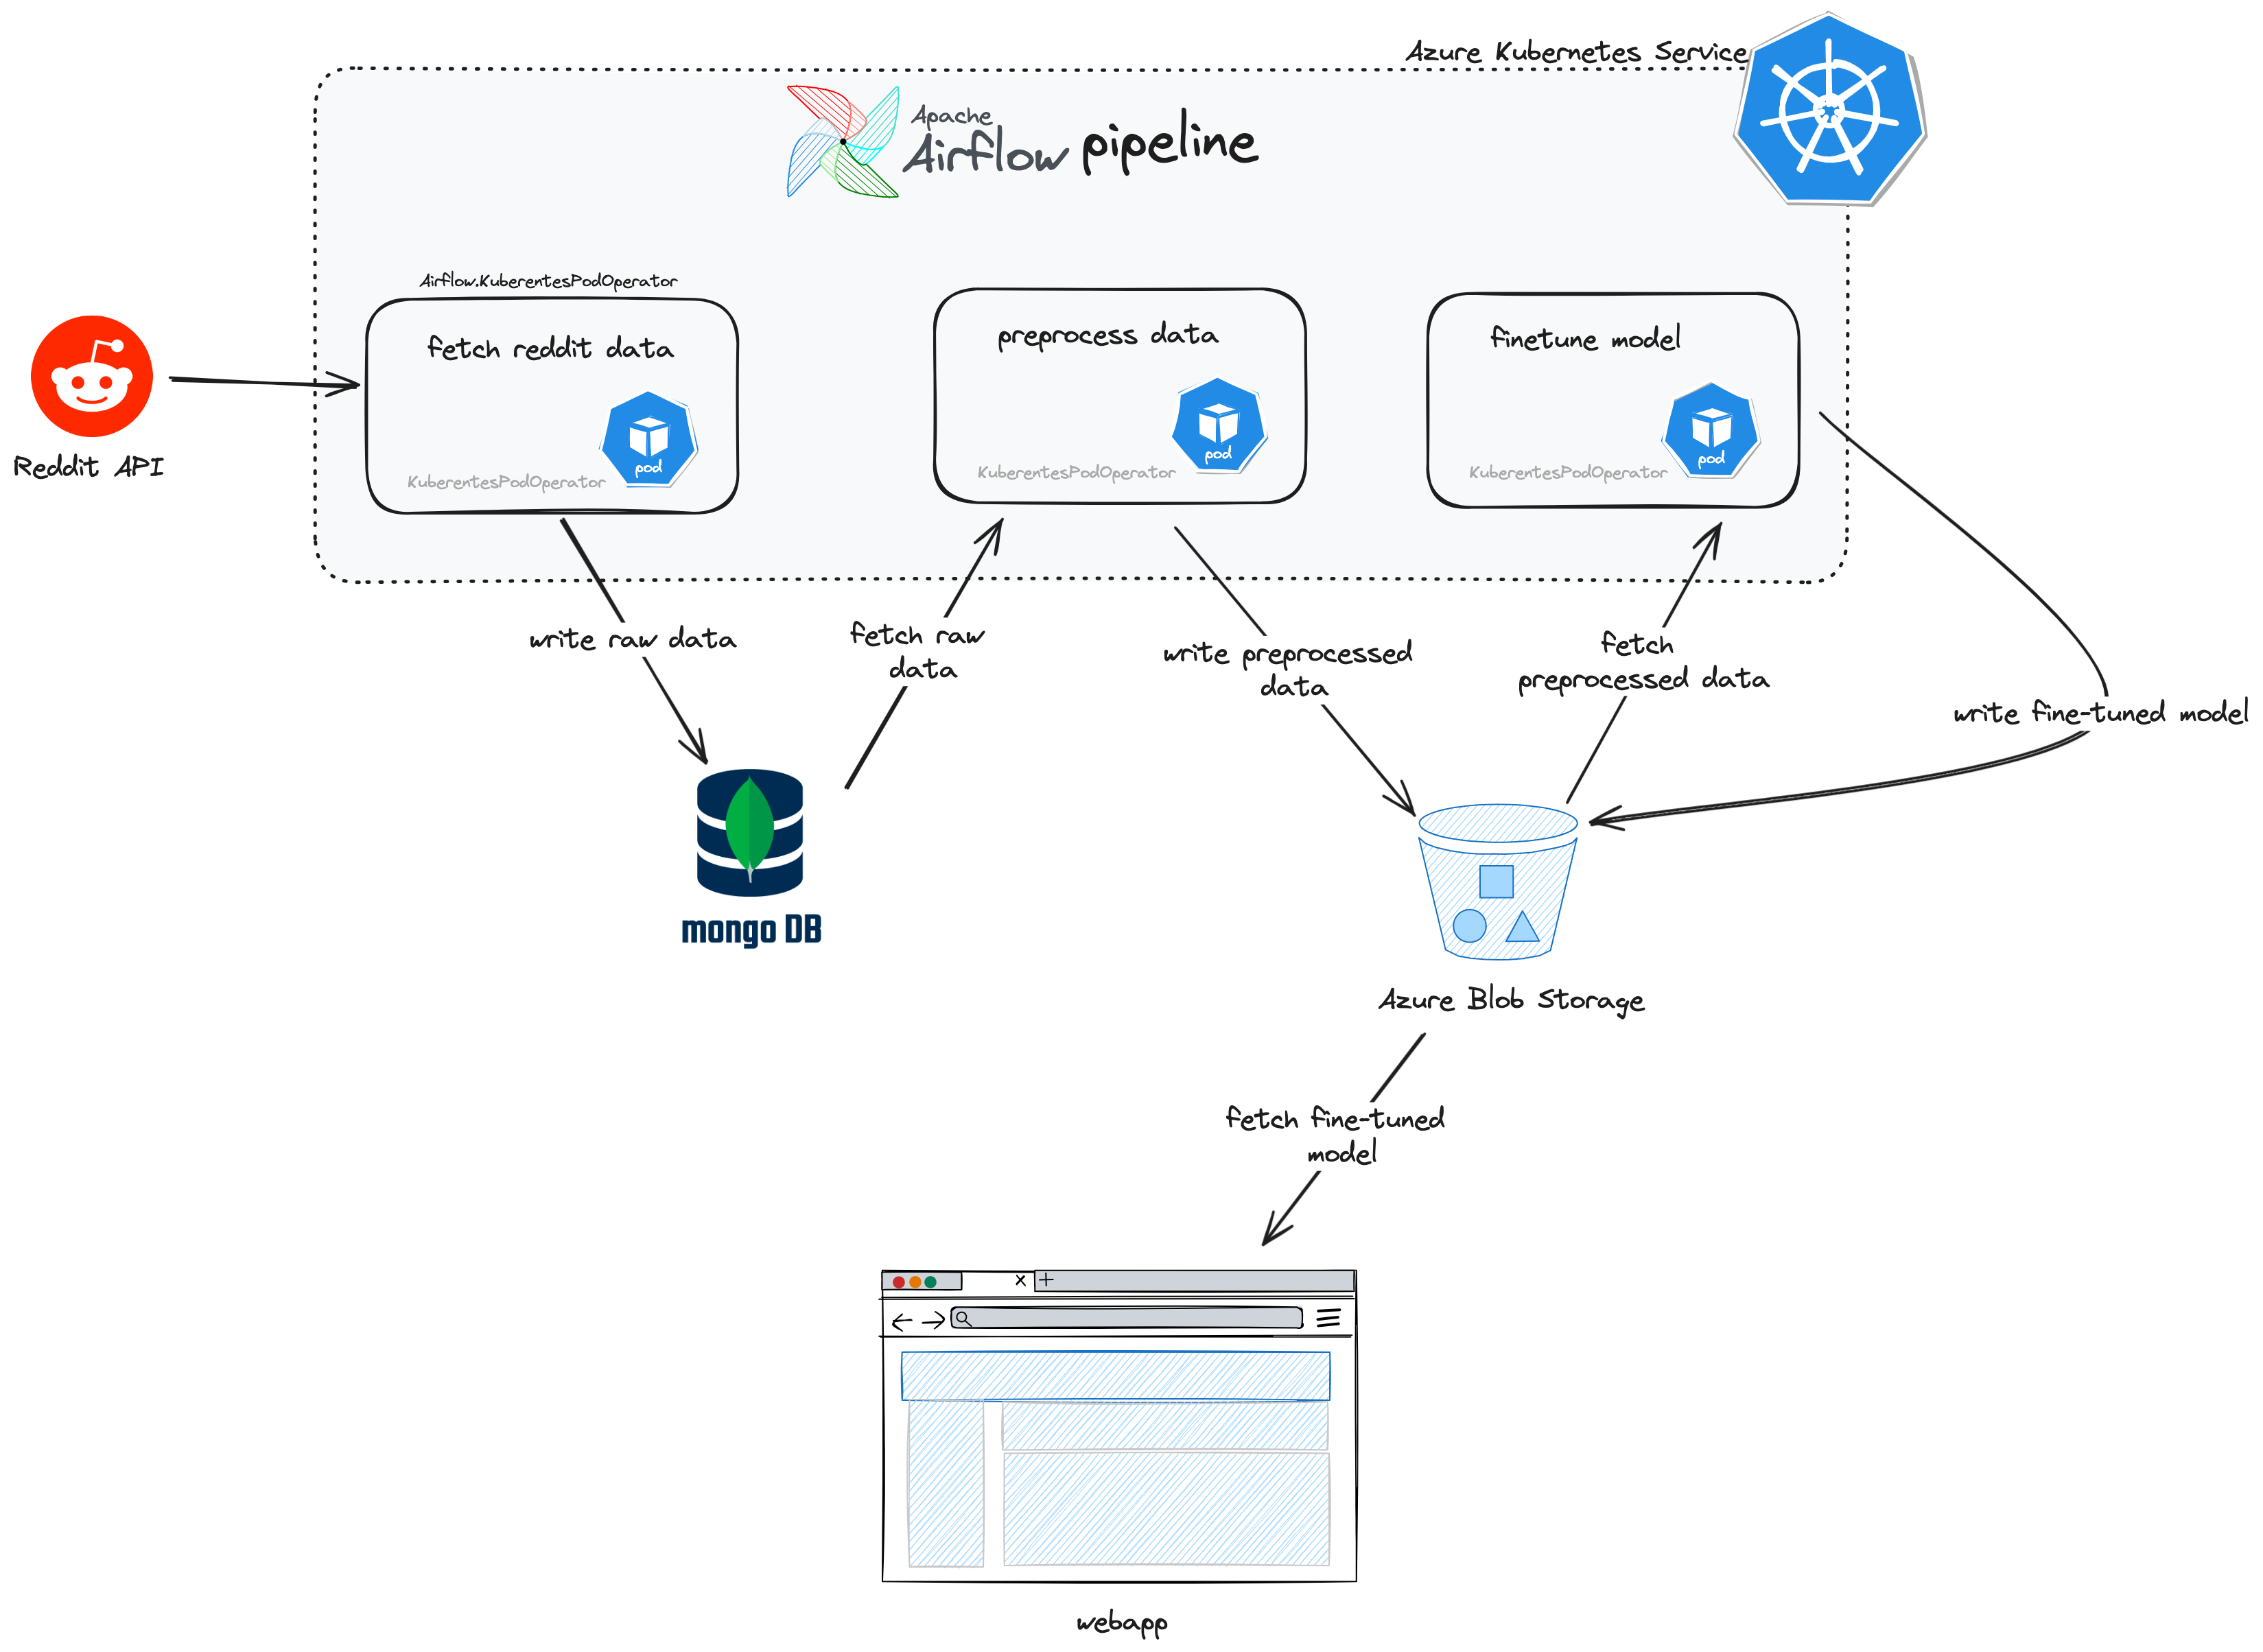 Azure Kubernetes Service
Apache
Airflow pipeline
Airflow.KuberentesPodOperator
fetch reddit data
pod
KuberentesPodOperator
preprocess data
pod
KuberentesPodOperator
finetune model
pod
KuberentesPodOperator
Reddit API
write raw data
fetch raw
data
write preprocessed
data
fetch
preprocessed data
write fine-tuned model
mongo DB
Azure Blob Storage
fetch fine-tuned
model
webapp